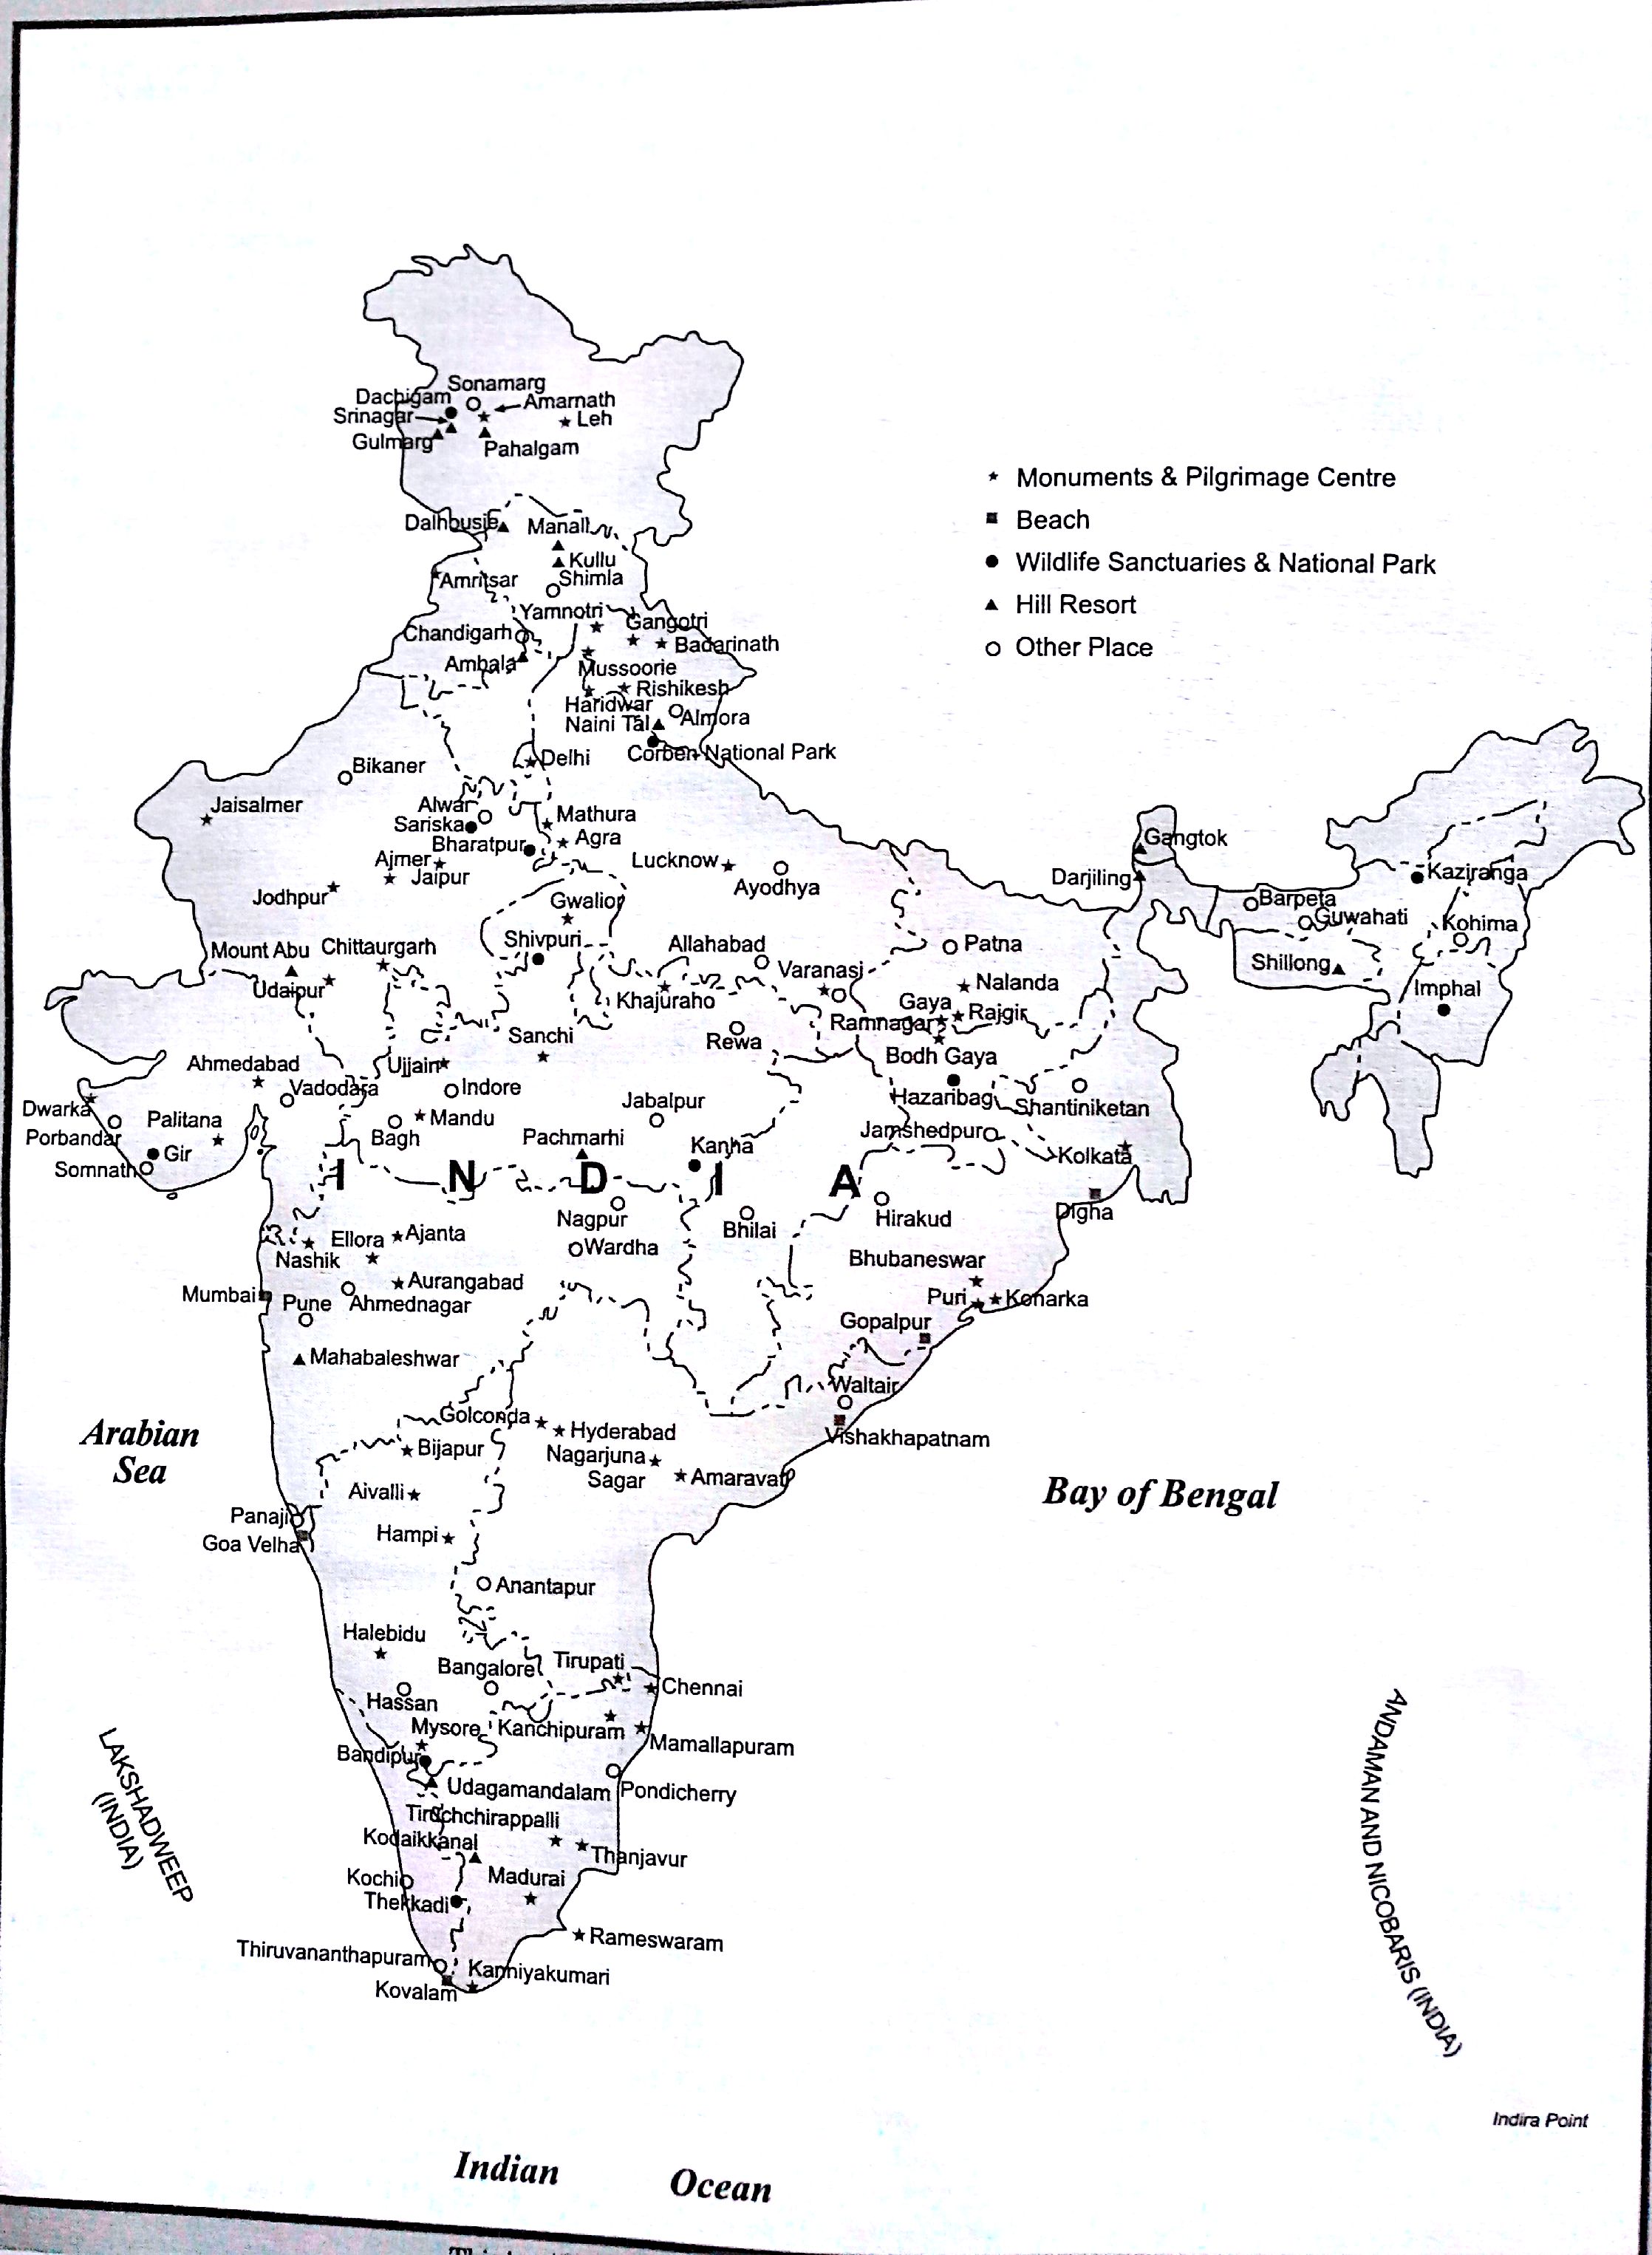 Sonamarg
Dachigam
Amarnath
Srinagar
Leh
Gulmarg
Pahalgam
★ Monuments & Pilgrimage Centre
■ Beach
● Wildlife Sanctuaries & National Park
▲ Hill Resort
○ Other Place
Dalhousie
Manali
Kullu
Amritsar
Shimla
Yamnotri
Gangotri
Chandigarh
Badarinath
Ambala
Mussoorie
Rishikesh
Haridwar
Naini Tal
Almora
Corben National Park
Delhi
Bikaner
Jaisalmer
Alwar
Sariska
Mathura
Bharatpur
Agra
Ajmer
Jaipur
Lucknow
Ayodhya
Jodhpur
Gwalior
Gangtok
Darjiling
Kaziranga
Barpeta
Guwahati
Kohima
Shillong
Imphal
Mount Abu
Chittaurgarh
Shivpuri
Allahabad
Patna
Varanasi
Udaipur
Khajuraho
Nalanda
Gaya
Rajgir
Ramnagar
Sanchi
Rewa
Bodh Gaya
Ahmedabad
Ujjain
Hazaribag
Shantiniketan
Vadodara
Indore
Dwarka
Palitana
Mandu
Jabalpur
Porbandar
Bagh
Pachmarhi
Jamshedpur
Gir
Kanha
Kolkata
Somnath
I N D I A
Nagpur
Bhilai
Hirakud
Digha
Ellora
Ajanta
Nashik
Wardha
Bhubaneswar
Aurangabad
Mumbai
Pune
Ahmednagar
Puri
Konarka
Gopalpur
Mahabaleshwar
Waltair
Golconda
Hyderabad
Vishakhapatnam
Arabian
Sea
Bijapur
Nagarjuna
Sagar
Amaravati
Bay of Bengal
Aivalli
Panaji
Goa Velha
Hampi
Anantapur
Halebidu
Bangalore
Tirupati
Chennai
Hassan
Mysore
Kanchipuram
Mamallapuram
Bandipur
Udagamandalam
Pondicherry
Tiruchchirappalli
Kodaikkanal
Thanjavur
Kochi
Madurai
Thekkadi
Rameswaram
Thiruvananthapuram
Kanniyakumari
Kovalam
LAKSHADWEEP
(INDIA)
ANDAMAN AND NICOBARIS (INDIA)
Indira Point
Indian Ocean